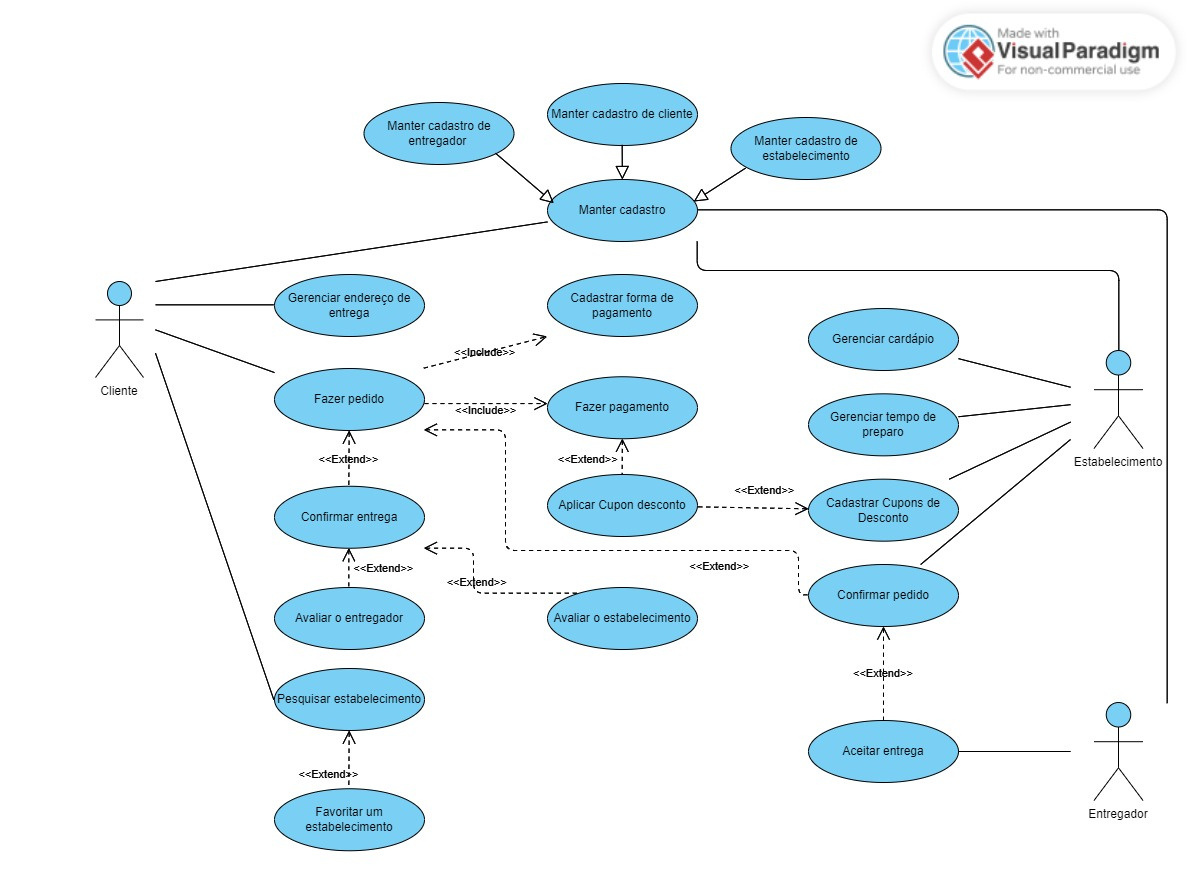 Made with
Visual Paradigm
For non-commercial use
Manter cadastro de cliente
Manter cadastro de
entregador
Manter cadastro de
estabelecimento
Manter cadastro
Gerenciar endereço de
entrega
Cadastrar forma de
pagamento
Gerenciar cardápio
<<Include>>
Cliente
Fazer pedido
Fazer pagamento
<<Include>>
Gerenciar tempo de
preparo
<<Extend>>
<<Extend>>
Estabelecimento
<<Extend>>
Aplicar Cupon desconto
Cadastrar Cupons de
Desconto
Confirmar entrega
<<Extend>>
<<Extend>>
<<Extend>>
Confirmar pedido
Avaliar o entregador
Avaliar o estabelecimento
<<Extend>>
Pesquisar estabelecimento
Aceitar entrega
<<Extend>>
Favoritar um
estabelecimento
Entregador